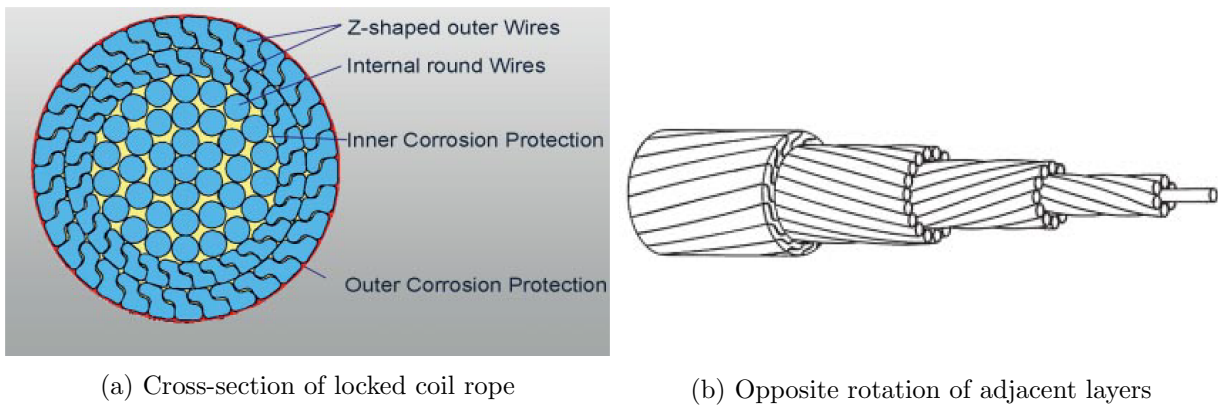 Z-shaped outer Wires
Internal round Wires
Inner Corrosion Protection
Outer Corrosion Protection
(a) Cross-section of locked coil rope
(b) Opposite rotation of adjacent layers